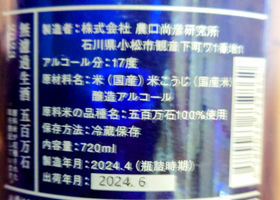 製造者：株式会社 農口尚彦研究所
石川県小松市観音下町ワ1番地1
アルコール分：17度
原材料名：米（国産）米こうじ（国産米）
醸造アルコール
原料米の品種名：五百万石100%使用
保存方法：冷蔵保存
内容量：720ml
製造年月：2024.4（瓶詰時期）
出荷年月：2024.6
無濾過生酒 五百万石